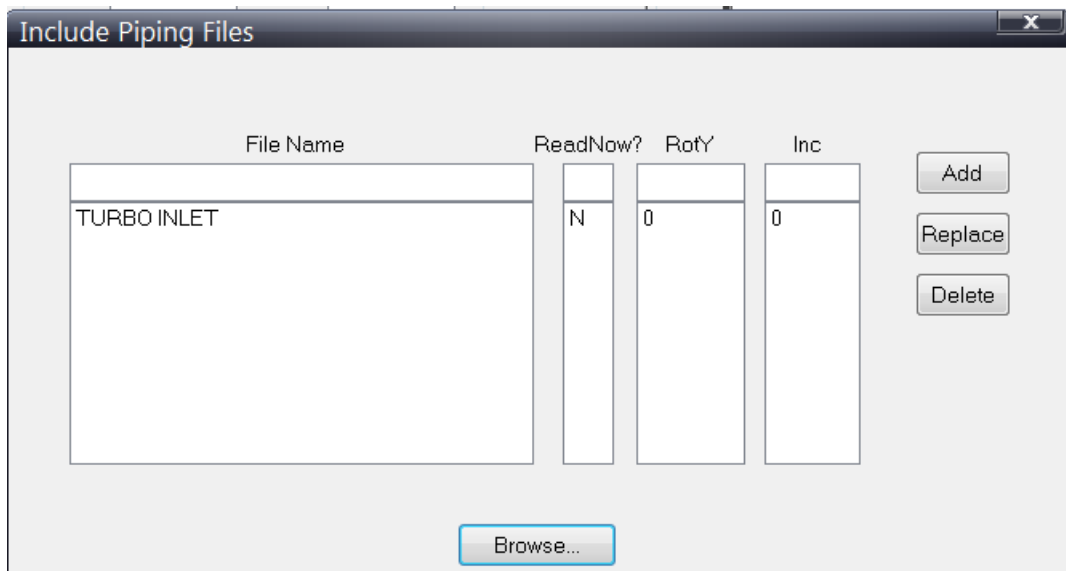 Include Piping Files
x
File Name ReadNow? RotY Inc
Add
TURBO INLET N 0 0
Replace
Delete
Browse...